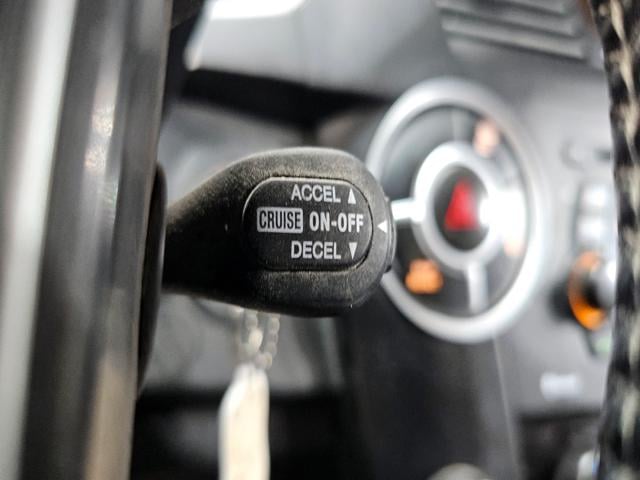 ACCEL ▲
CRUISE ON-OFF ◀
DECEL ▼